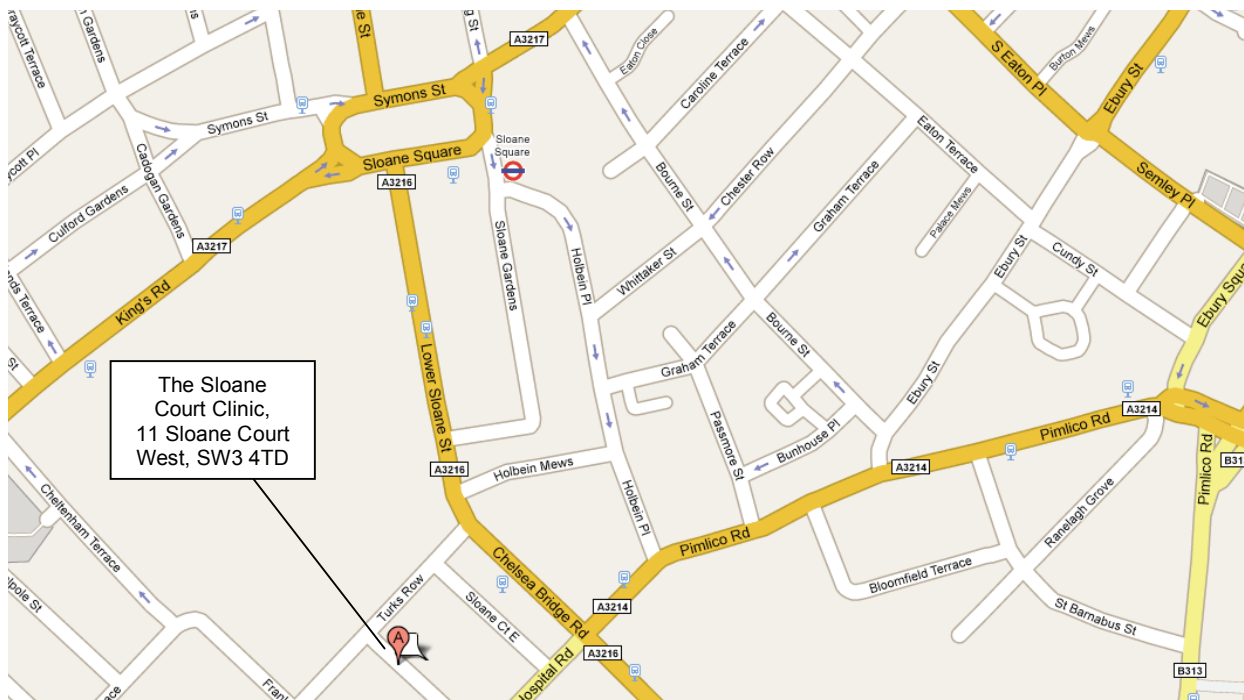 The Sloane
Court Clinic,
11 Sloane Court
West, SW3 4TD
A3217
Symons St
Symons St
Sloane Square
Sloane
Square
A3216
A3217
King's Rd
Culford Gardens
Cadogan Gardens
Sloane Gardens
Holbein Pl
Lower Sloane St
A3216
Holbein Mews
Holbein Pl
Eaton Close
Caroline Terrace
Bourne St
Chester Row
Whittaker St
Graham Terrace
Graham Terrace
Eaton Terrace
Palace Mews
Bourne St
Passmore St
Bunhouse Pl
S Eaton Pl
Burton Mews
Ebury St
Semley Pl
Ebury St
Cundy St
Ebury St
Pimlico Rd
A3214
A3214
Pimlico Rd
Pimlico Rd
Ranelagh Grove
Bloomfield Terrace
St Barnabus St
B313
A3214
Chelsea Bridge Rd
A3216
Hospital Rd
Sloane Ct E
Turks Row
Cheltenham Terrace
A